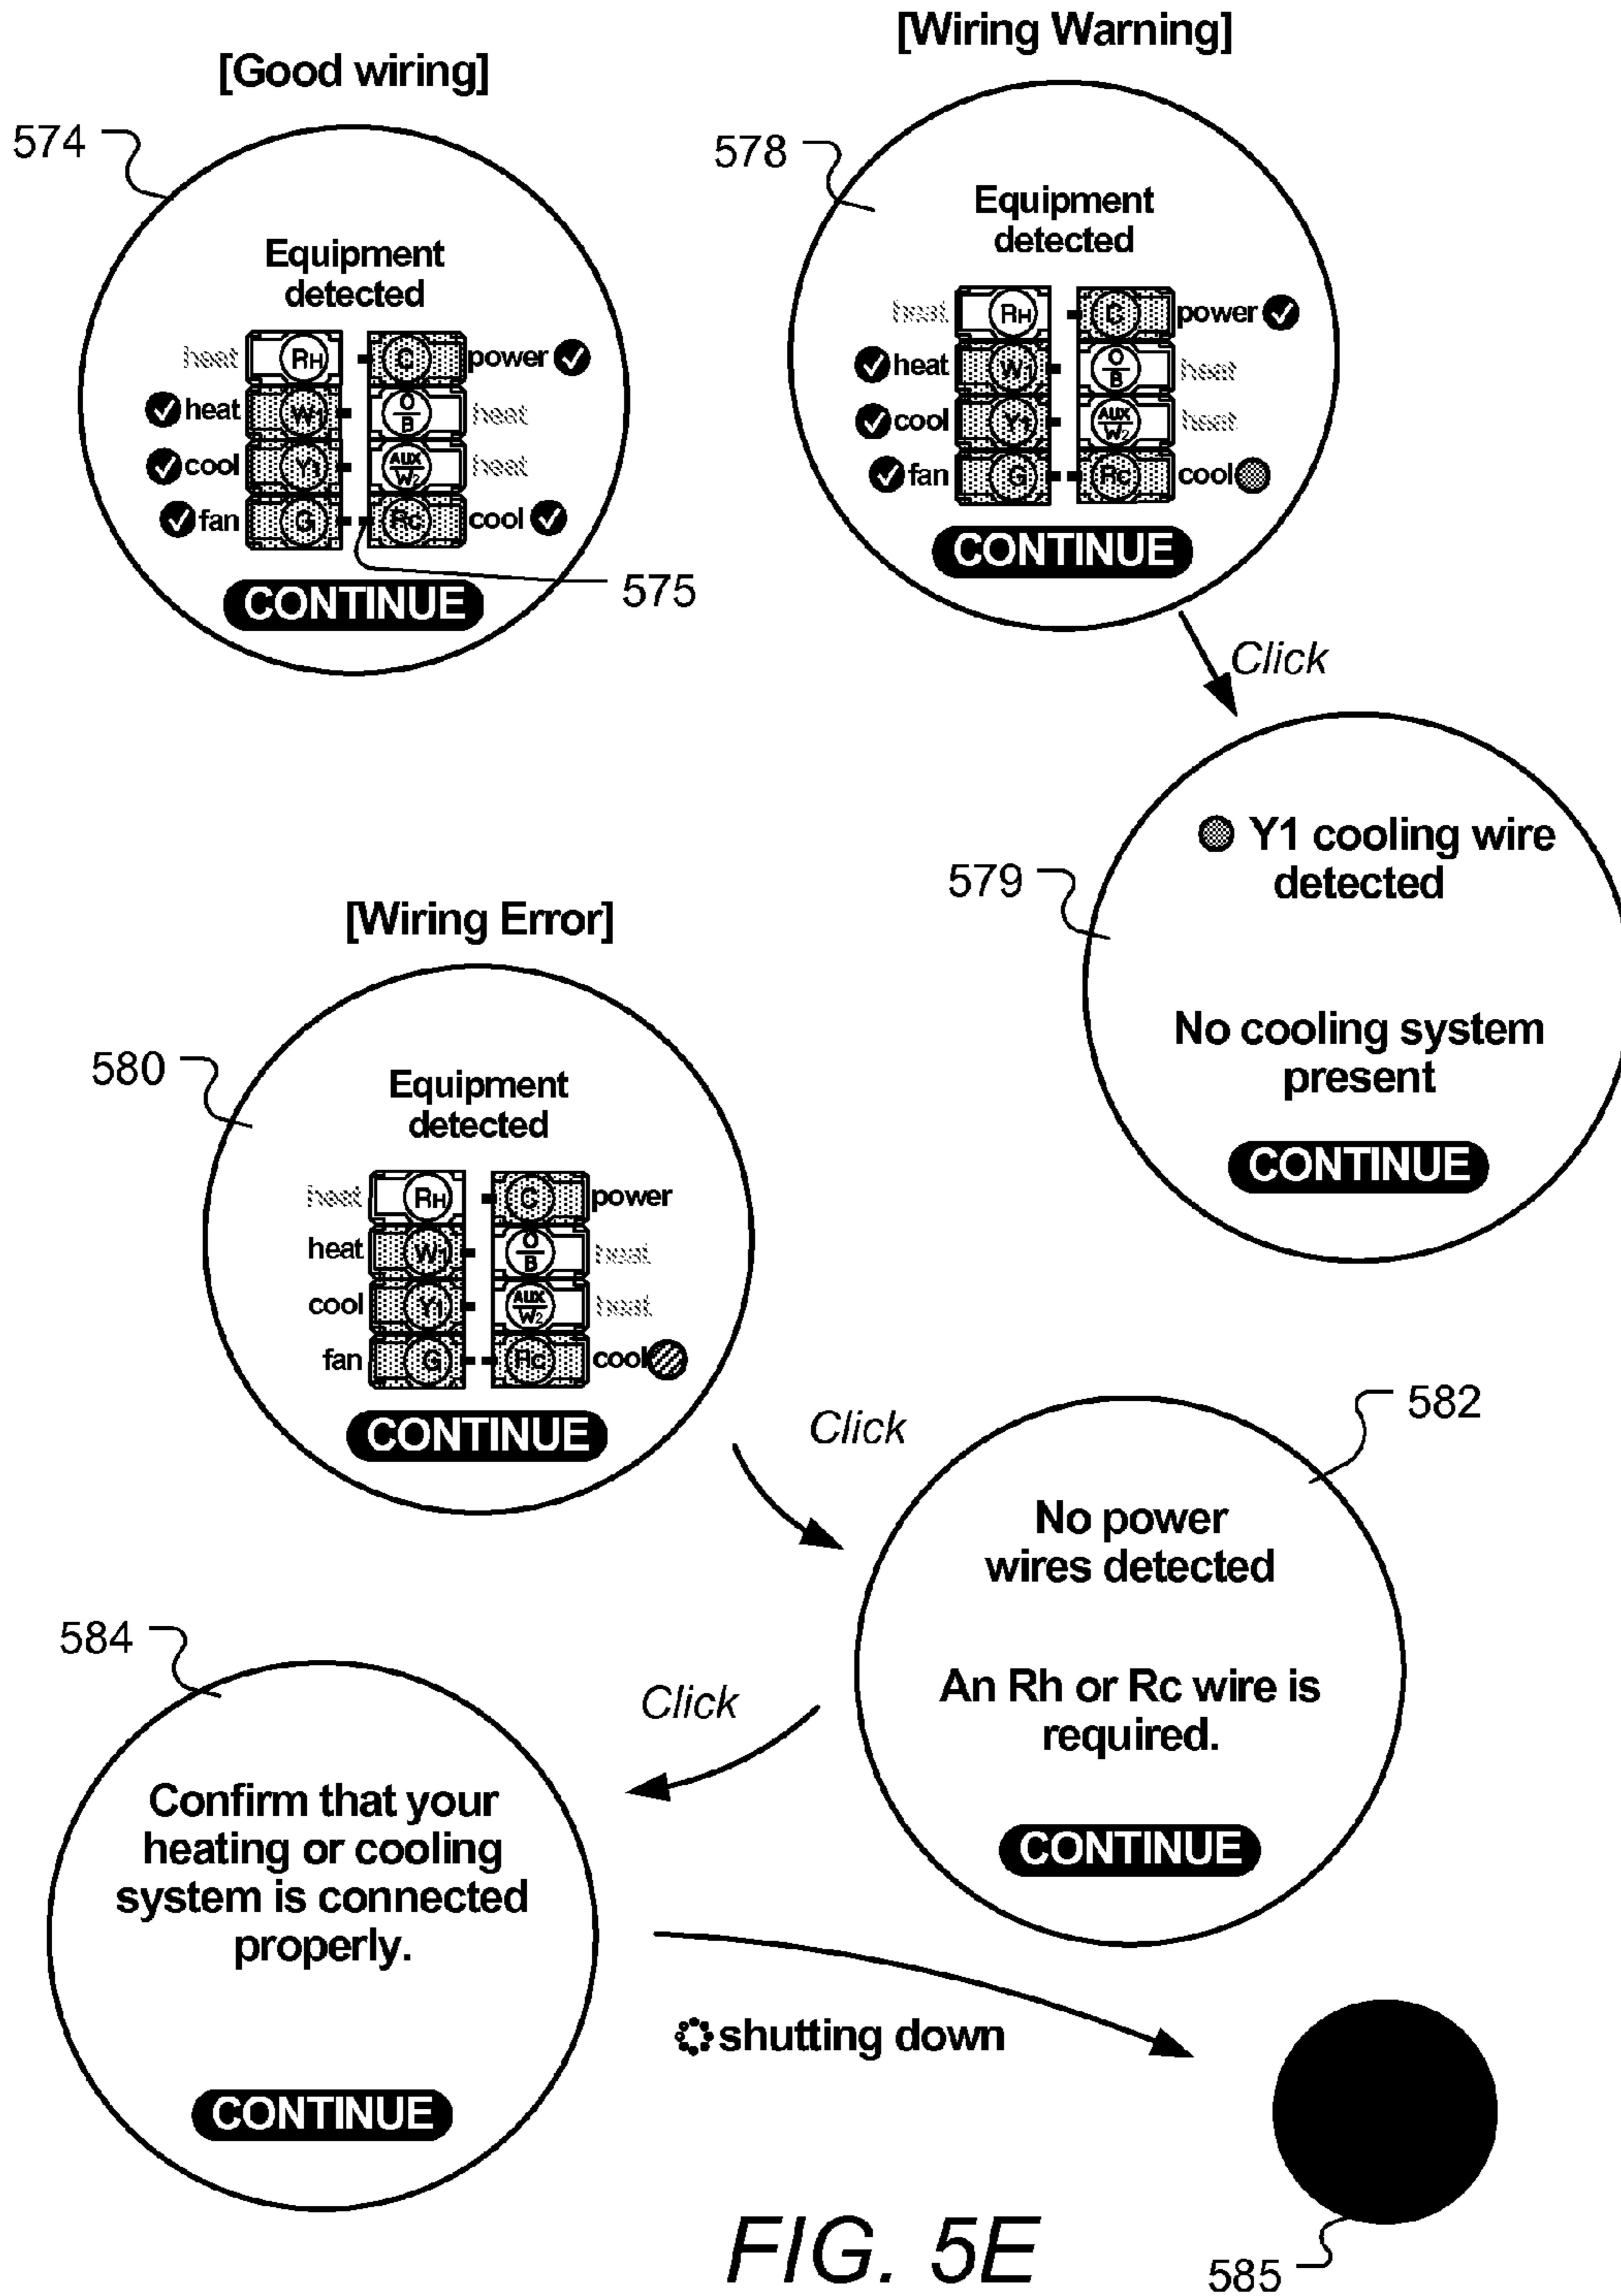 [Good wiring]
574
Equipment
detected
heat RH C power
heat W1 O/B heat
cool Y1 AUX/W2 heat
fan G Rc cool
CONTINUE
575
[Wiring Warning]
578
Equipment
detected
heat RH C power
heat W1 O/B heat
cool Y1 AUX/W2 heat
fan G Rc cool
CONTINUE
Click
579
Y1 cooling wire
detected
No cooling system
present
CONTINUE
[Wiring Error]
580
Equipment
detected
heat RH C power
heat W1 O/B heat
cool Y1 AUX/W2 heat
fan G Rc cool
CONTINUE
Click
582
No power
wires detected
An Rh or Rc wire is
required.
CONTINUE
Click
584
Confirm that your
heating or cooling
system is connected
properly.
CONTINUE
shutting down
585
FIG. 5E